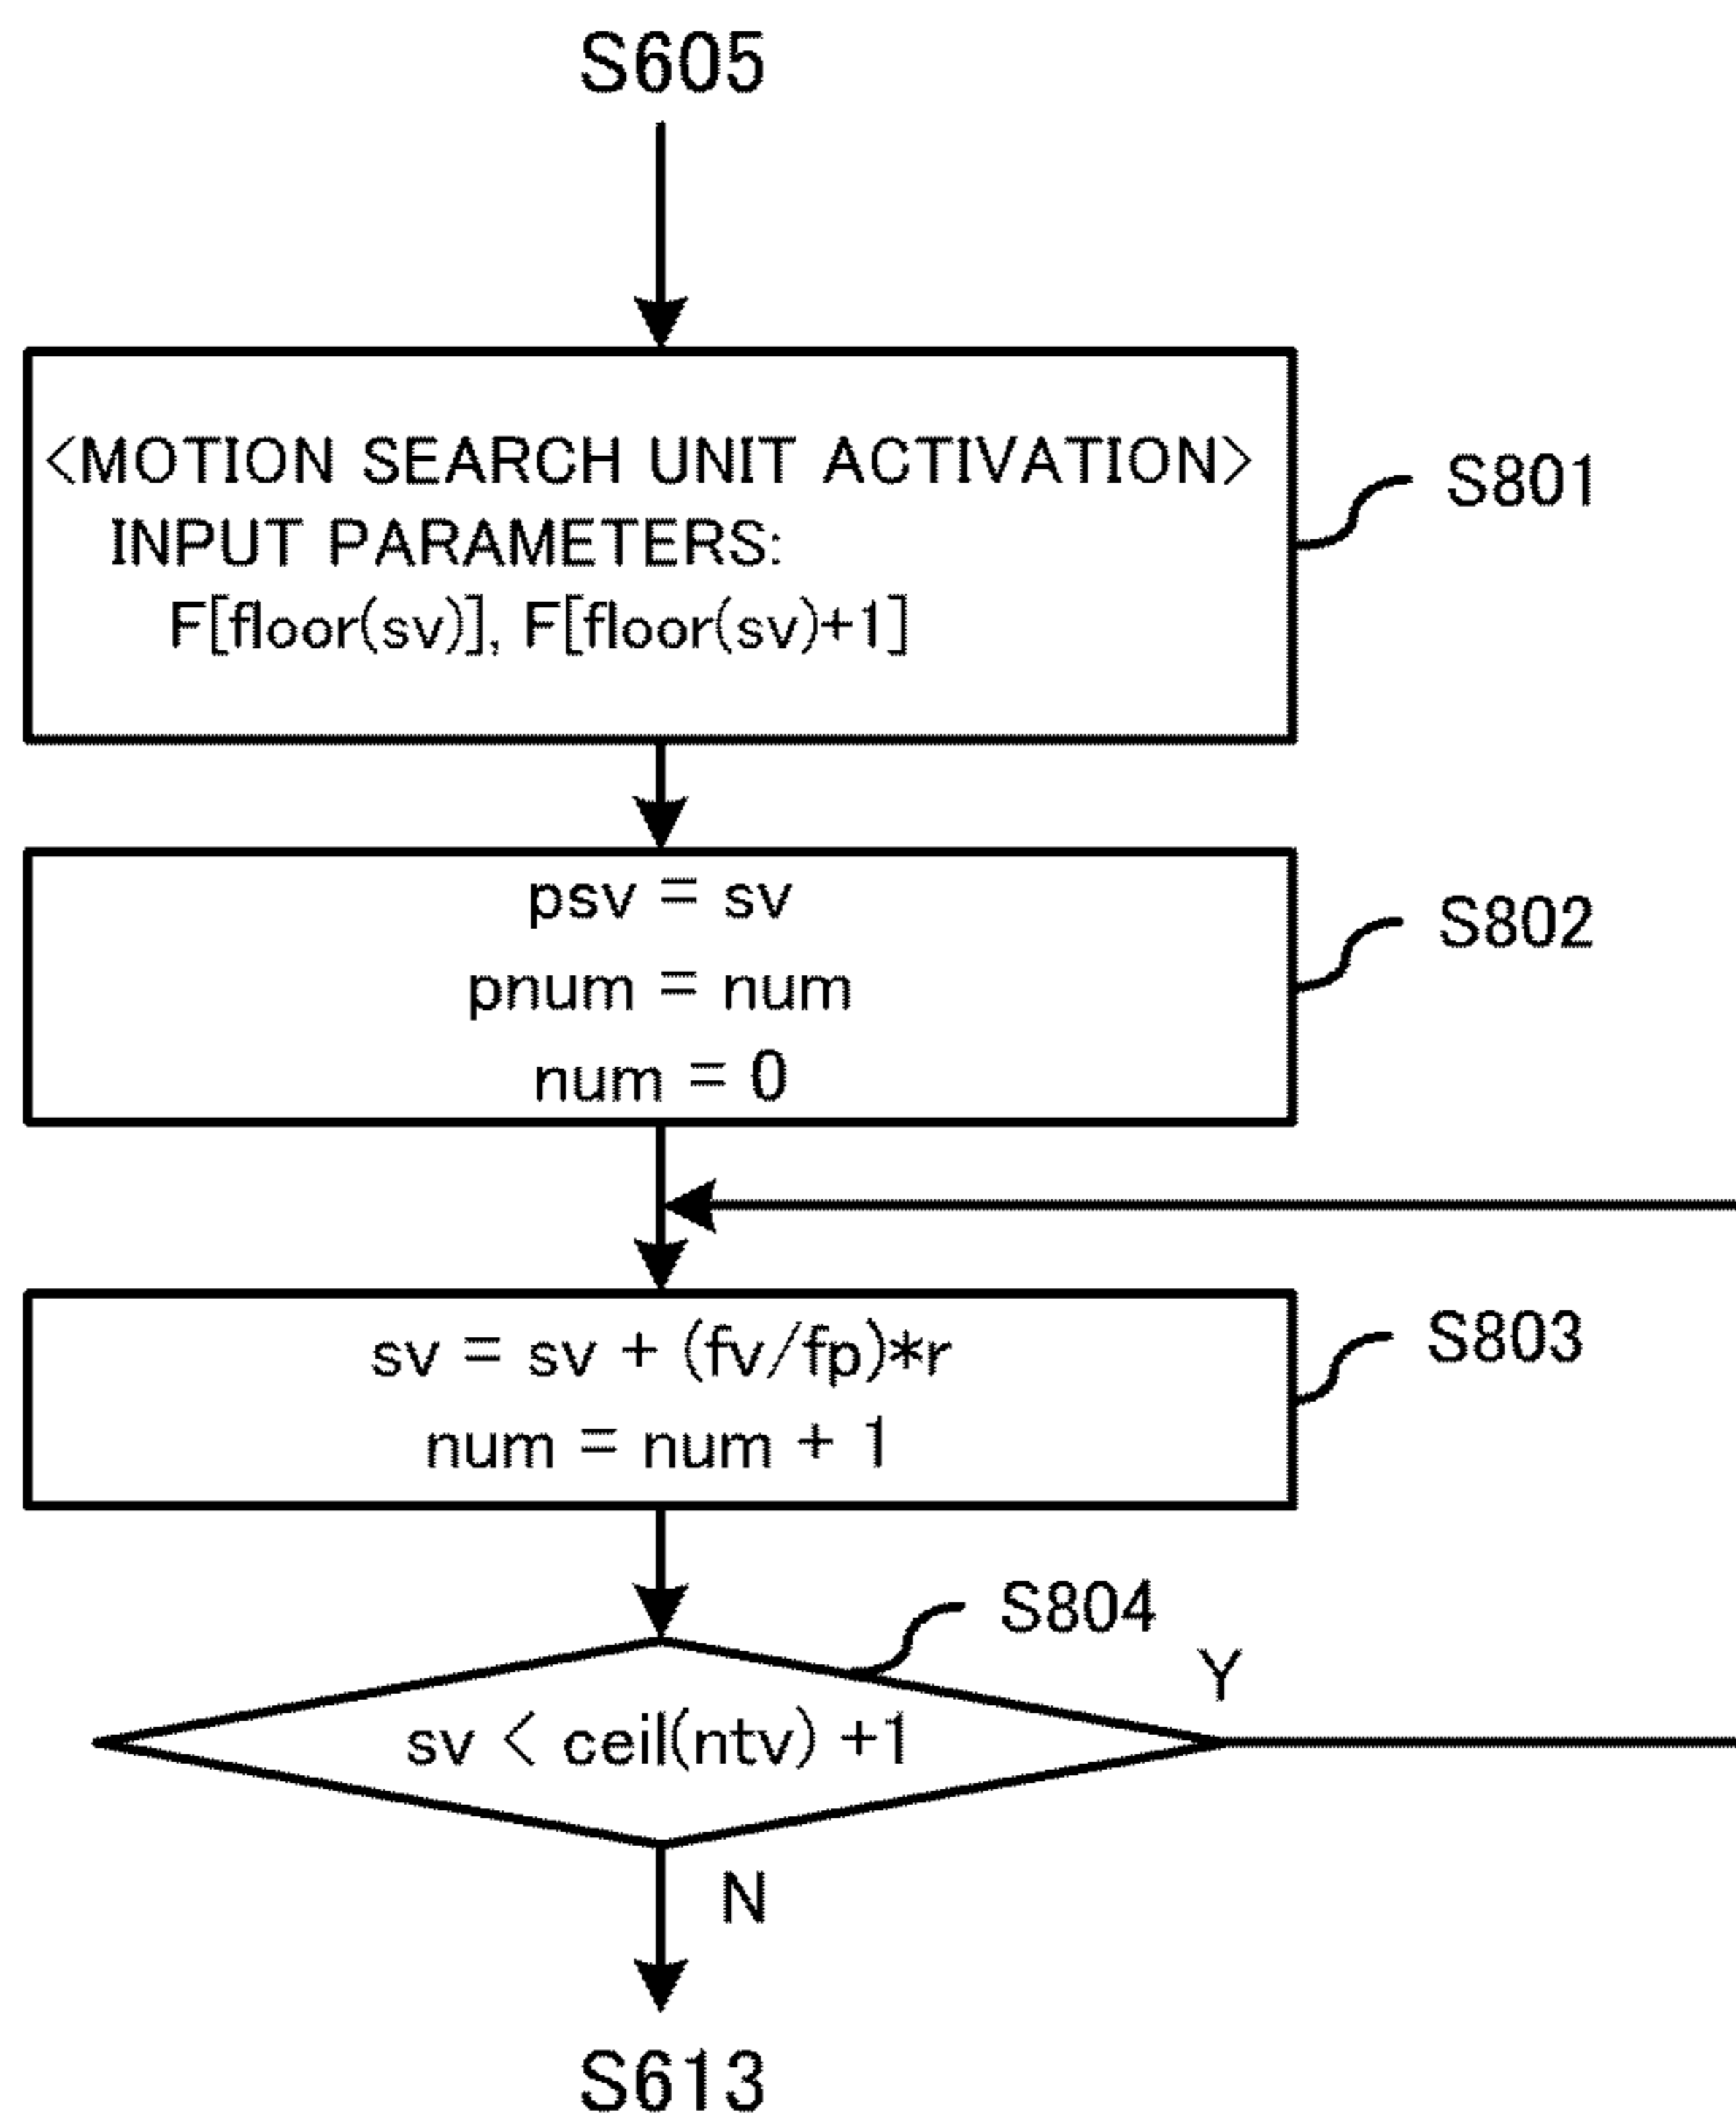 S605
<MOTION SEARCH UNIT ACTIVATION>
INPUT PARAMETERS:
F[floor(sv)], F[floor(sv)+1]
S801
psv = sv
pnum = num
num = 0
S802
sv = sv + (fv/fp)*r
num = num + 1
S803
S804
sv < ceil(ntv) +1
Y
N
S613